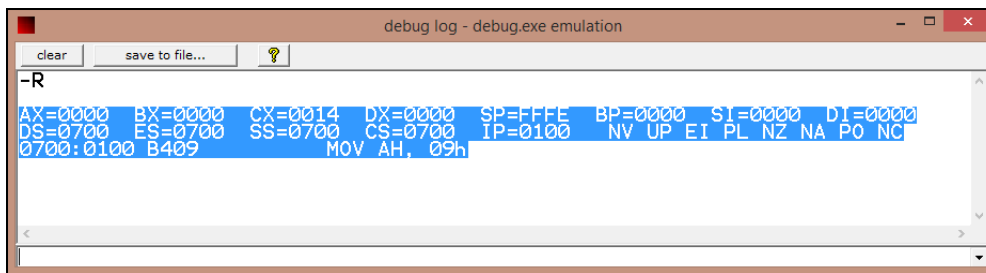 debug log - debug.exe emulation
clear save to file... ?
-R
AX=0000 BX=0000 CX=0014 DX=0000 SP=FFFE BP=0000 SI=0000 DI=0000
DS=0700 ES=0700 SS=0700 CS=0700 IP=0100 NV UP EI PL NZ NA PO NC
0700:0100 B409 MOV AH, 09h